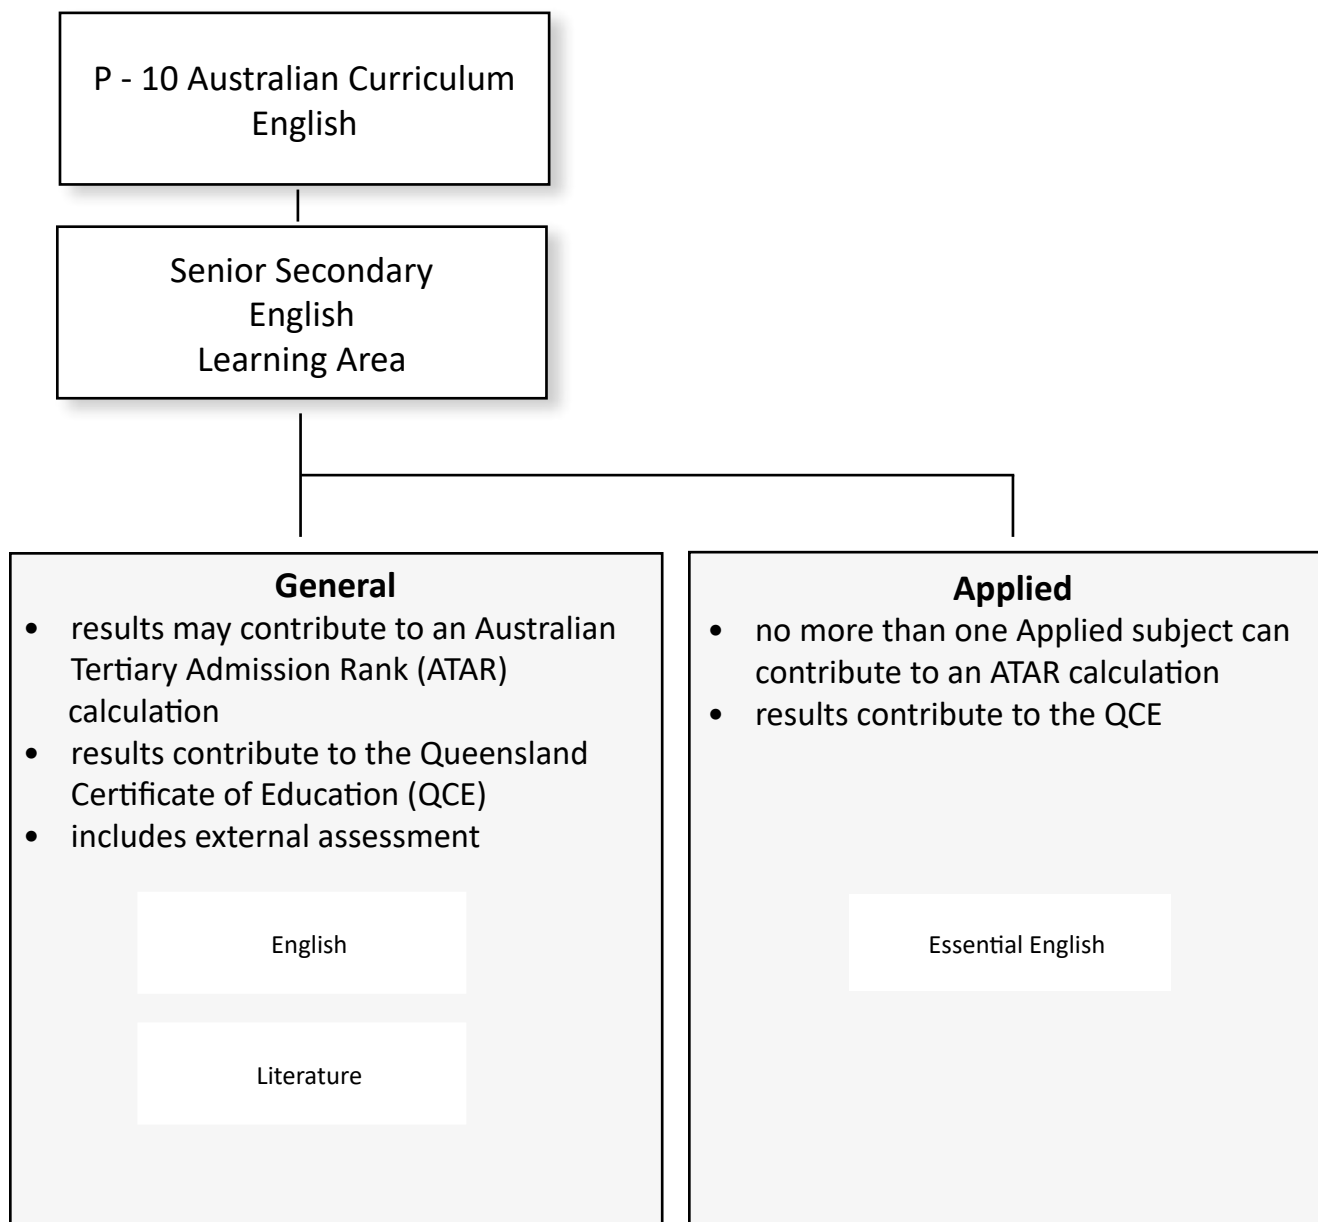 P - 10 Australian Curriculum
English
Senior Secondary
English
Learning Area
General
• results may contribute to an Australian
Tertiary Admission Rank (ATAR)
calculation
• results contribute to the Queensland
Certificate of Education (QCE)
• includes external assessment
English
Literature
Applied
• no more than one Applied subject can
contribute to an ATAR calculation
• results contribute to the QCE
Essential English